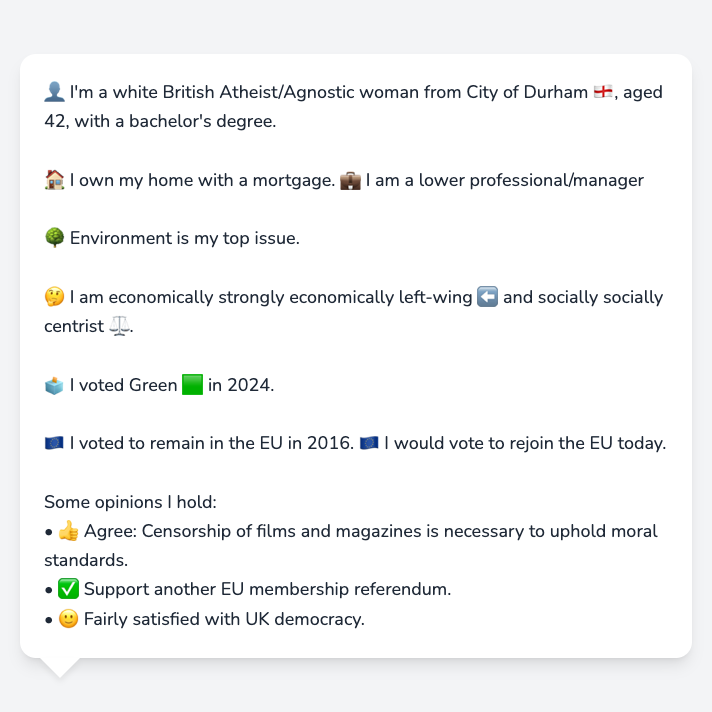 👤 I'm a white British Atheist/Agnostic woman from City of Durham 🏴󠁧󠁢󠁥󠁮󠁧󠁿, aged
42, with a bachelor's degree.
🏠 I own my home with a mortgage. 💼 I am a lower professional/manager
🌳 Environment is my top issue.
🤔 I am economically strongly economically left-wing ⬅️ and socially socially
centrist ⚖️.
🗳️ I voted Green 🟩 in 2024.
🇪🇺 I voted to remain in the EU in 2016. 🇪🇺 I would vote to rejoin the EU today.
Some opinions I hold:
• 👍 Agree: Censorship of films and magazines is necessary to uphold moral
standards.
• ✅ Support another EU membership referendum.
• 🙂 Fairly satisfied with UK democracy.